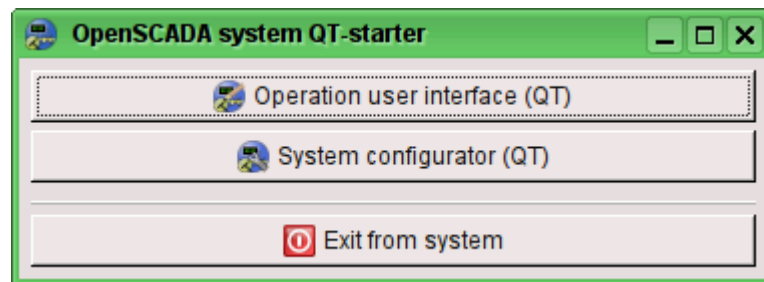 OpenSCADA system QT-starter
Operation user interface (QT)
System configurator (QT)
Exit from system